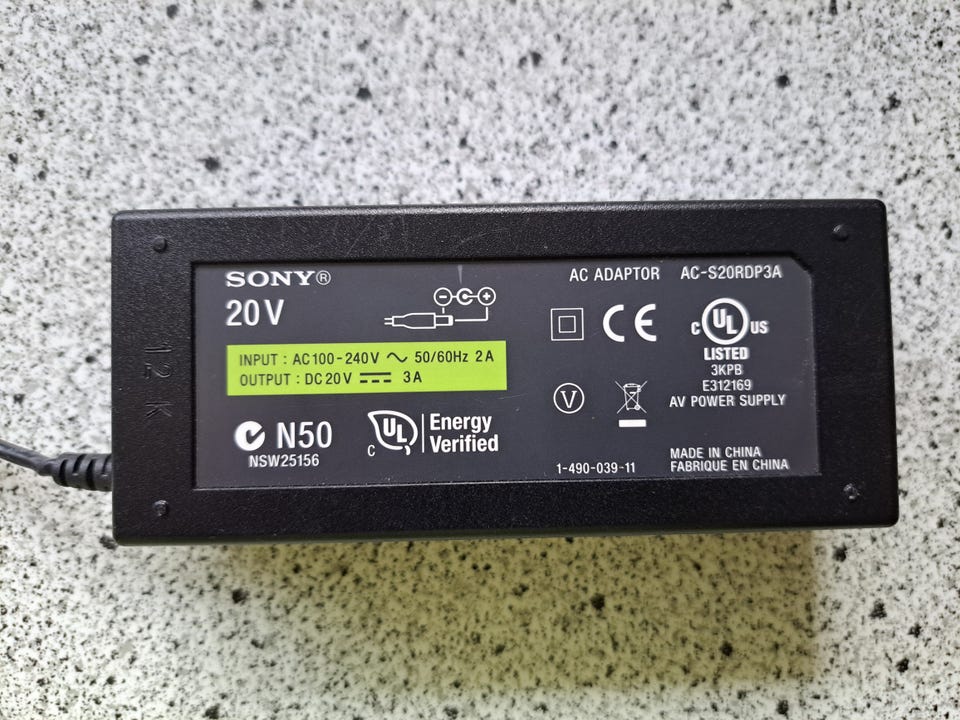 SONY®
20V
AC ADAPTOR AC-S20RDP3A
INPUT : AC100-240V ～ 50/60Hz 2A
OUTPUT : DC20V ⎓ 3A
CE
C UL US
LISTED
3KPB
E312169
AV POWER SUPPLY
V
N50
NSW25156
C UL
Energy
Verified
1-490-039-11
MADE IN CHINA
FABRIQUE EN CHINA
12 K